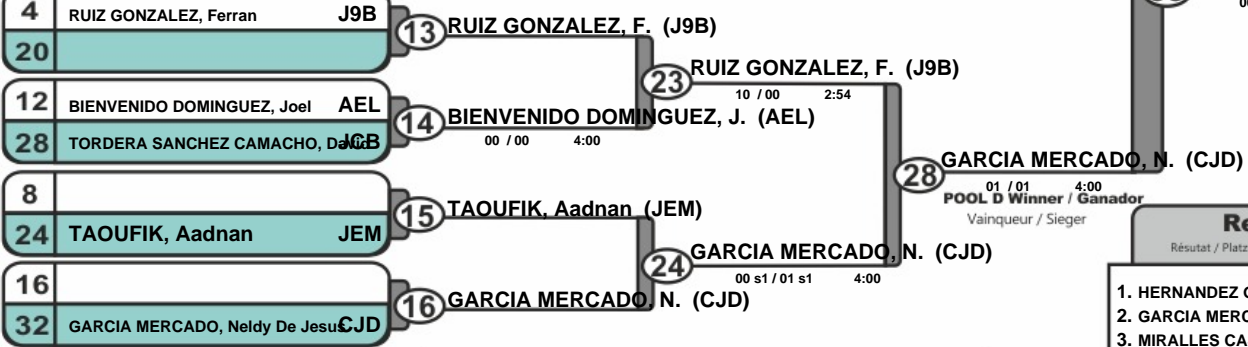 4 RUIZ GONZALEZ, Ferran J9B
20
13 RUIZ GONZALEZ, F. (J9B)
12 BIENVENIDO DOMINGUEZ, Joel AEL
28 TORDERA SANCHEZ CAMACHO, David JCB
14 BIENVENIDO DOMINGUEZ, J. (AEL)
00 / 00 4:00
23 RUIZ GONZALEZ, F. (J9B)
10 / 00 2:54
8
24 TAOUFIK, Aadnan JEM
15 TAOUFIK, Aadnan (JEM)
16
32 GARCIA MERCADO, Neldy De Jesus CJD
16 GARCIA MERCADO, N. (CJD)
24 GARCIA MERCADO, N. (CJD)
00 s1 / 01 s1 4:00
28 GARCIA MERCADO, N. (CJD)
01 / 01 4:00
POOL D Winner / Ganador
Vainqueur / Sieger
Re
Résutat / Platz
1. HERNANDEZ
2. GARCIA MERC
3. MIRALLES CA